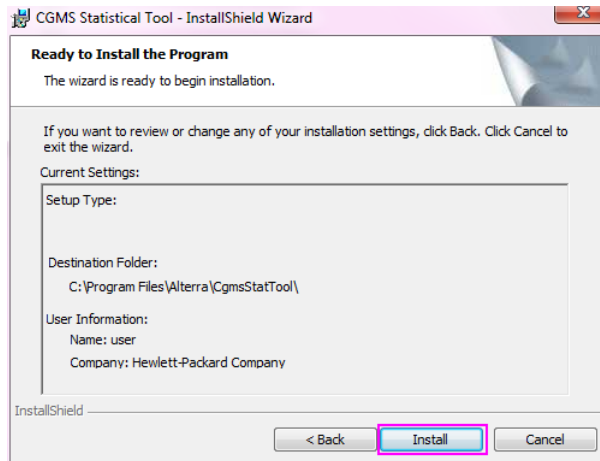 CGMS Statistical Tool - InstallShield Wizard
X
Ready to Install the Program
The wizard is ready to begin installation.
If you want to review or change any of your installation settings, click Back. Click Cancel to
exit the wizard.
Current Settings:
Setup Type:
Destination Folder:
C:\Program Files\Alterra\CgmsStatTool\
User Information:
Name: user
Company: Hewlett-Packard Company
InstallShield
< Back Install Cancel